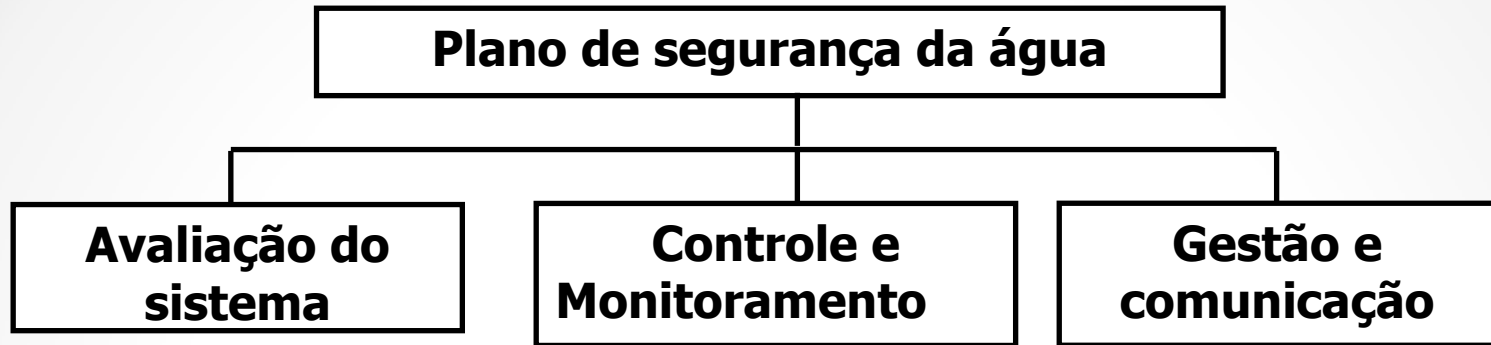 Plano de segurança da água
Avaliação do
sistema
Controle e
Monitoramento
Gestão e
comunicação